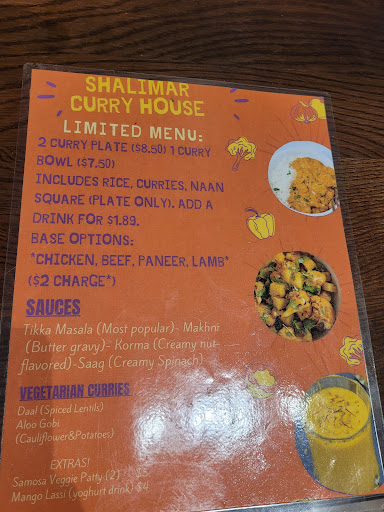 SHALIMAR
CURRY HOUSE
LIMITED MENU:
2 CURRY PLATE ($8.50) 1 CURRY
BOWL ($7.50)
INCLUDES RICE, CURRIES, NAAN
SQUARE (PLATE ONLY). ADD A
DRINK FOR $1.89.
BASE OPTIONS:
*CHICKEN, BEEF, PANEER, LAMB*
($2 CHARGE*)
SAUCES
Tikka Masala (Most popular)- Makhni
(Butter gravy)- Korma (Creamy nut-
flavored)-Saag (Creamy Spinach)
VEGETARIAN CURRIES
Daal (Spiced Lentils)
Aloo Gobi
(Cauliflower&Potatoes)
EXTRAS!
Samosa Veggie Patty (2)
Mango Lassi (yoghurt drink) $4